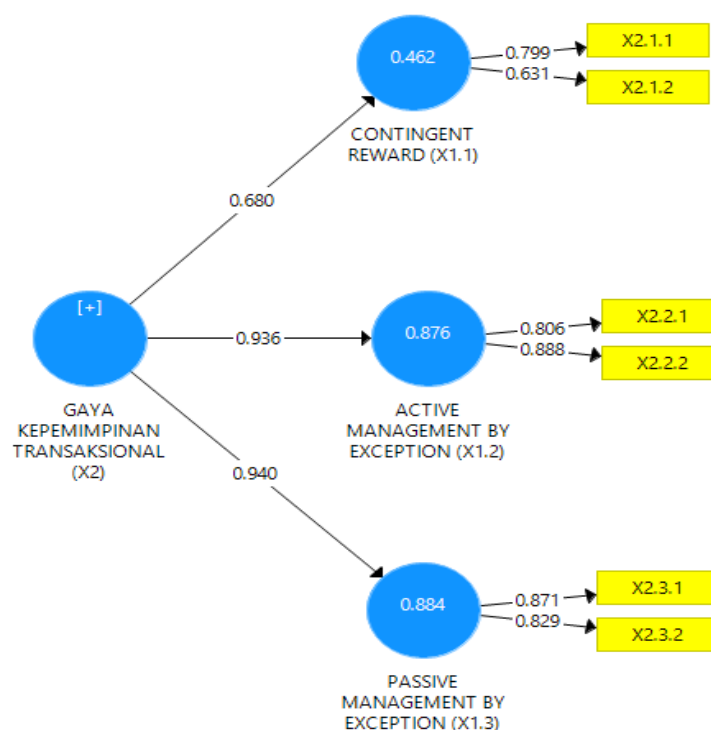 0.462
0.799
0.631
X2.1.1
X2.1.2
CONTINGENT
REWARD (X1.1)
0.680
[+]
GAYA
KEPEMIMPINAN
TRANSAKSIONAL
(X2)
0.936
0.876
0.806
0.888
X2.2.1
X2.2.2
ACTIVE
MANAGEMENT BY
EXCEPTION (X1.2)
0.940
0.884
0.871
0.829
X2.3.1
X2.3.2
PASSIVE
MANAGEMENT BY
EXCEPTION (X1.3)